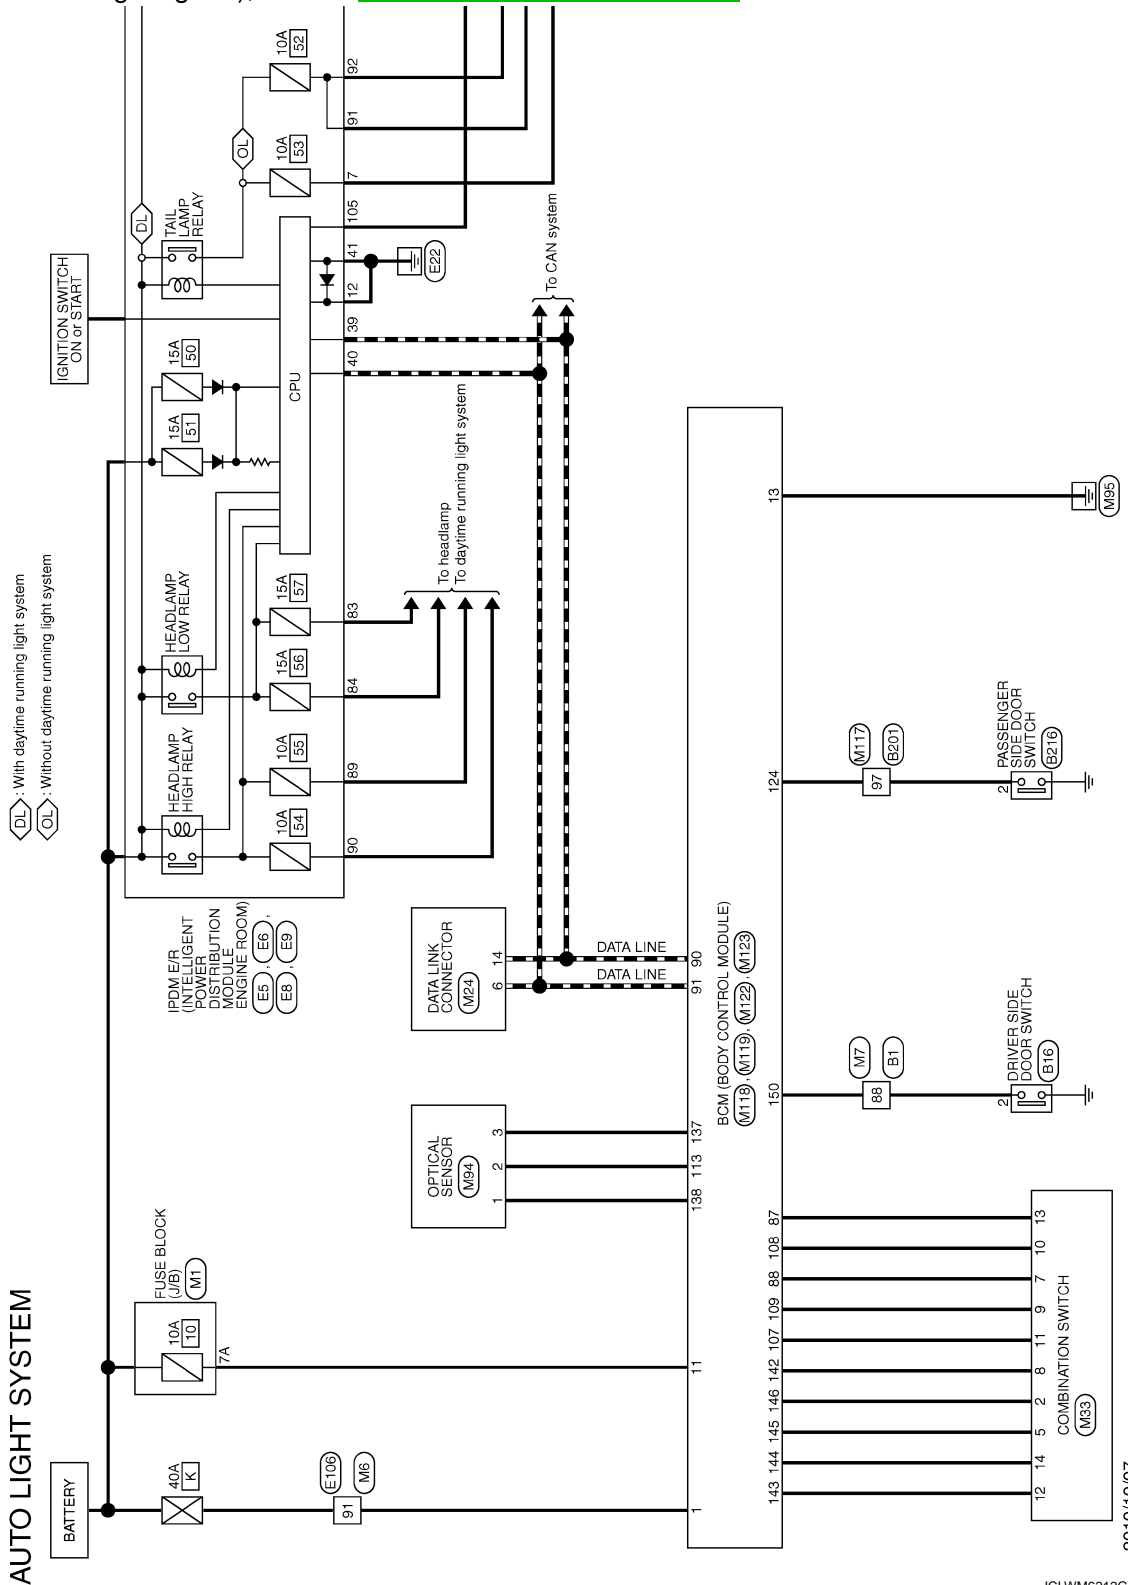 AUTO LIGHT SYSTEM
DL : With daytime running light system
OL : Without daytime running light system
BATTERY
IGNITION SWITCH
ON or START
40A
K
E106
91
M6
FUSE BLOCK
(J/B)
M1
10A
10
7A
IPDM E/R
(INTELLIGENT
POWER
DISTRIBUTION
MODULE
ENGINE ROOM)
E5 , E6 ,
E8 , E9
HEADLAMP
HIGH RELAY
HEADLAMP
LOW RELAY
15A
51
15A
50
TAIL
LAMP
RELAY
DL
OL
CPU
10A
54
10A
55
15A
56
15A
57
10A
53
10A
52
90
89
84
83
40
39
12
41
105
7
91
92
E22
To headlamp
To daytime running light system
To CAN system
OPTICAL
SENSOR
M94
1
2
3
DATA LINK
CONNECTOR
M24
6
14
DATA LINE
DATA LINE
1
11
138
113
137
91
90
BCM (BODY CONTROL MODULE)
M118 , M119 , M122 , M123
143
144
145
146
142
107
109
88
108
87
150
124
13
12
14
5
2
8
11
9
7
10
13
COMBINATION SWITCH
M33
M7
88
B1
2
DRIVER SIDE
DOOR SWITCH
B16
M117
97
B201
2
PASSENGER
SIDE DOOR
SWITCH
B216
M95